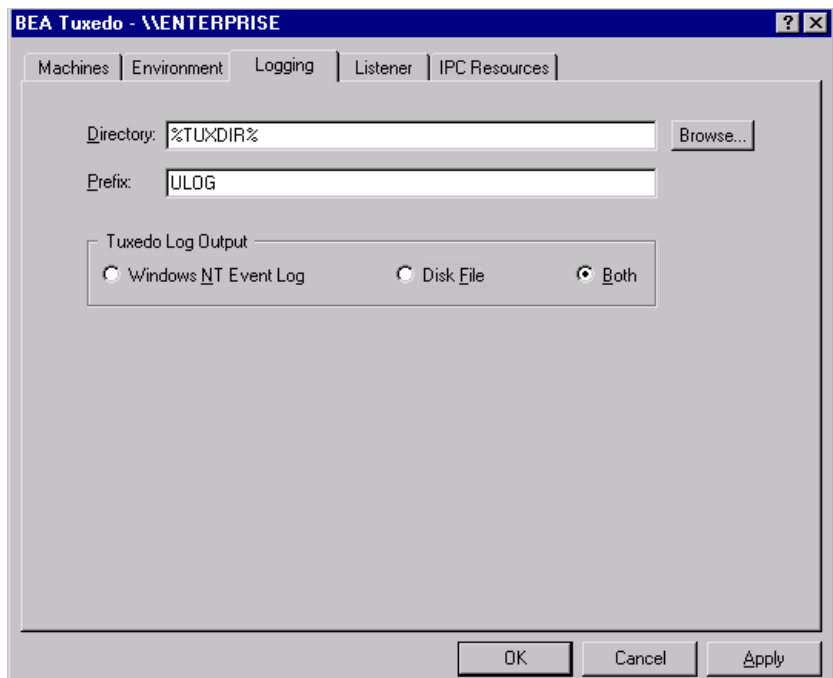 BEA Tuxedo - \\ENTERPRISE
Machines Environment Logging Listener IPC Resources
Directory: %TUXDIR% Browse...
Prefix: ULOG
Tuxedo Log Output
Windows NT Event Log Disk File Both
OK Cancel Apply